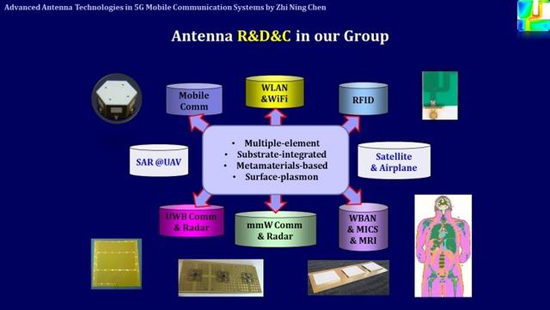 Advanced Antenna Technologies in 5G Mobile Communication Systems by Zhi Ning Chen
Antenna R&D&C in our Group
Mobile
Comm
WLAN
&WiFi
RFID
• Multiple-element
• Substrate-integrated
• Metamaterials-based
• Surface-plasmon
SAR @UAV
Satellite
& Airplane
UWB Comm
& Radar
mmW Comm
& Radar
WBAN
& MICS
& MRI